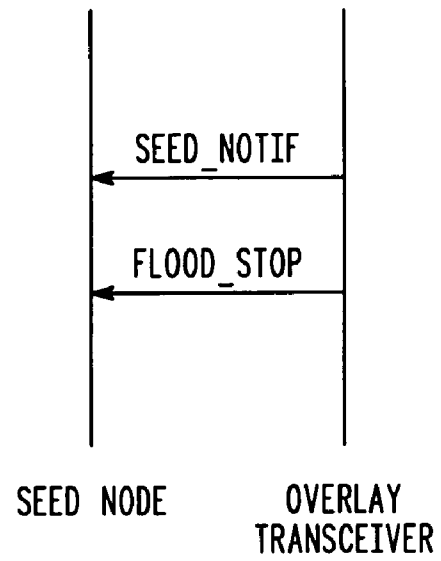 SEED_NOTIF
FLOOD_STOP
SEED NODE
OVERLAY
TRANSCEIVER